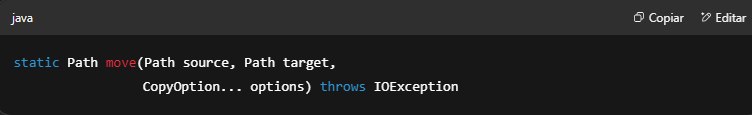 java Copiar Editar
static Path move(Path source, Path target,
CopyOption... options) throws IOException